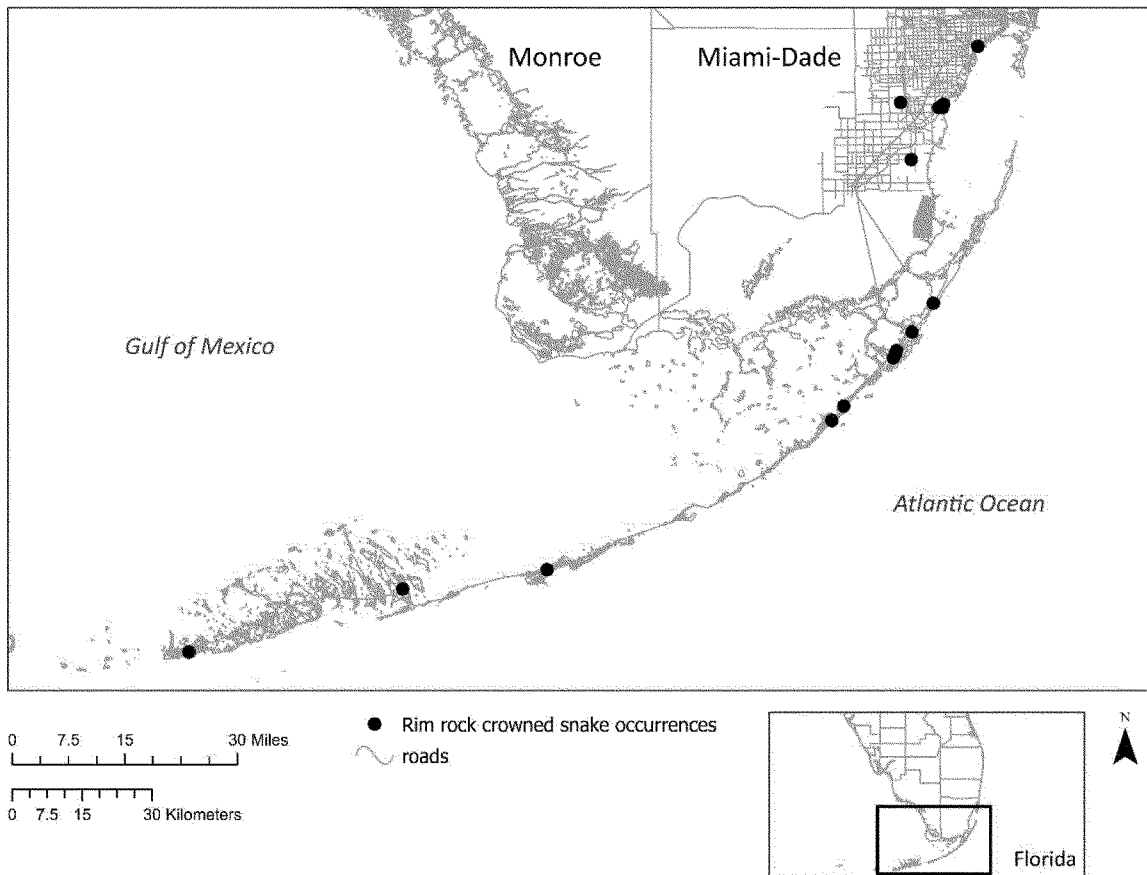 Monroe
Miami-Dade
Gulf of Mexico
Atlantic Ocean
0 7.5 15 30 Miles
0 7.5 15 30 Kilometers
Rim rock crowned snake occurrences
roads
N
Florida